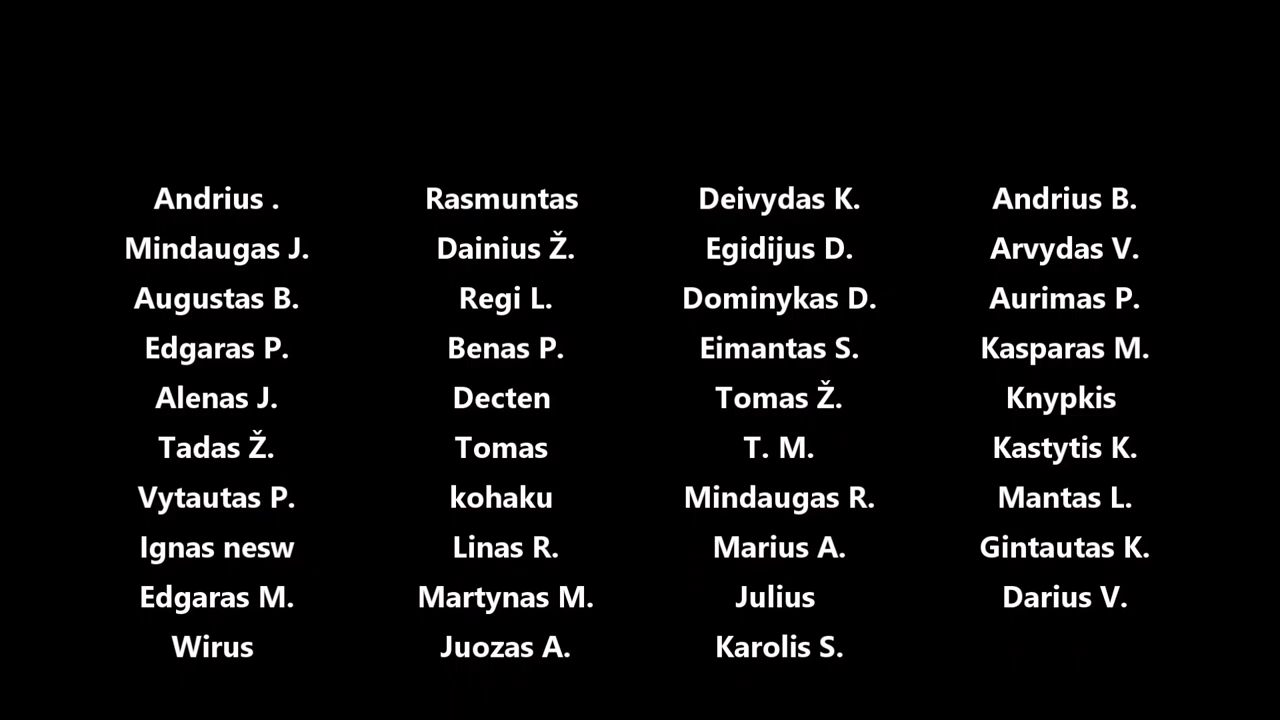 Andrius . Rasmuntas Deivydas K. Andrius B.
Mindaugas J. Dainius Ž. Egidijus D. Arvydas V.
Augustas B. Regi L. Dominykas D. Aurimas P.
Edgaras P. Benas P. Eimantas S. Kasparas M.
Alenas J. Decten Tomas Ž. Knypkis
Tadas Ž. Tomas T. M. Kastytis K.
Vytautas P. kohaku Mindaugas R. Mantas L.
Ignas nesw Linas R. Marius A. Gintautas K.
Edgaras M. Martynas M. Julius Darius V.
Wirus Juozas A. Karolis S.